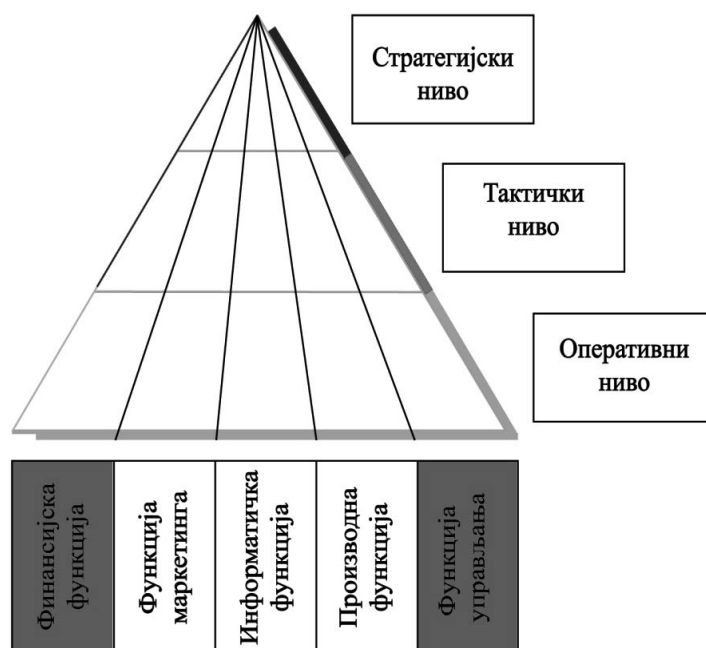 Стратегијски
ниво
Тактички
ниво
Оперативни
ниво
Финансијска
функција
Функција
маркетинга
Информатичка
функција
Производна
функција
Функција
управљања